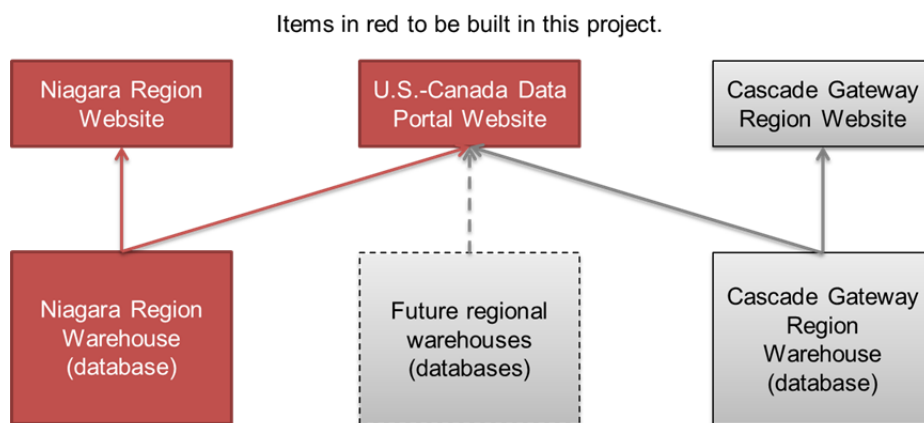 Items in red to be built in this project.
Niagara Region
Website
U.S.-Canada Data
Portal Website
Cascade Gateway
Region Website
Niagara Region
Warehouse
(database)
Future regional
warehouses
(databases)
Cascade Gateway
Region
Warehouse
(database)